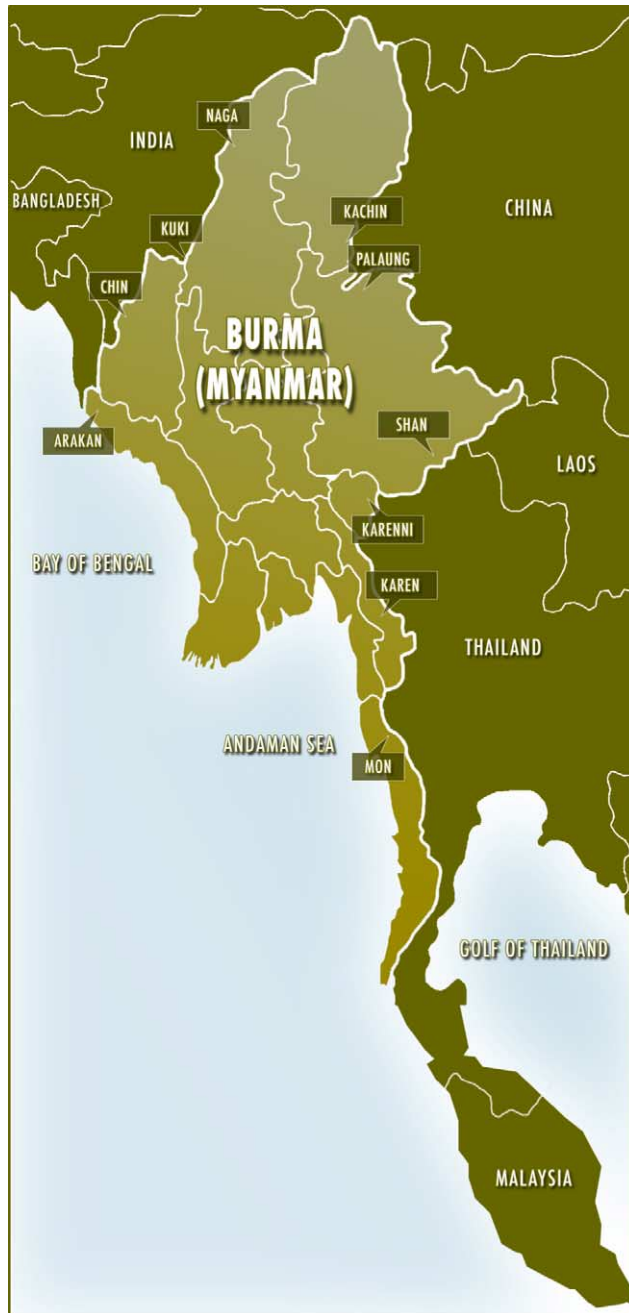 NAGA
INDIA
BANGLADESH
KACHIN
CHINA
KUKI
PALAUNG
CHIN
BURMA
(MYANMAR)
SHAN
ARAKAN
LAOS
KARENNI
BAY OF BENGAL
KAREN
THAILAND
ANDAMAN SEA
MON
GOLF OF THAILAND
MALAYSIA